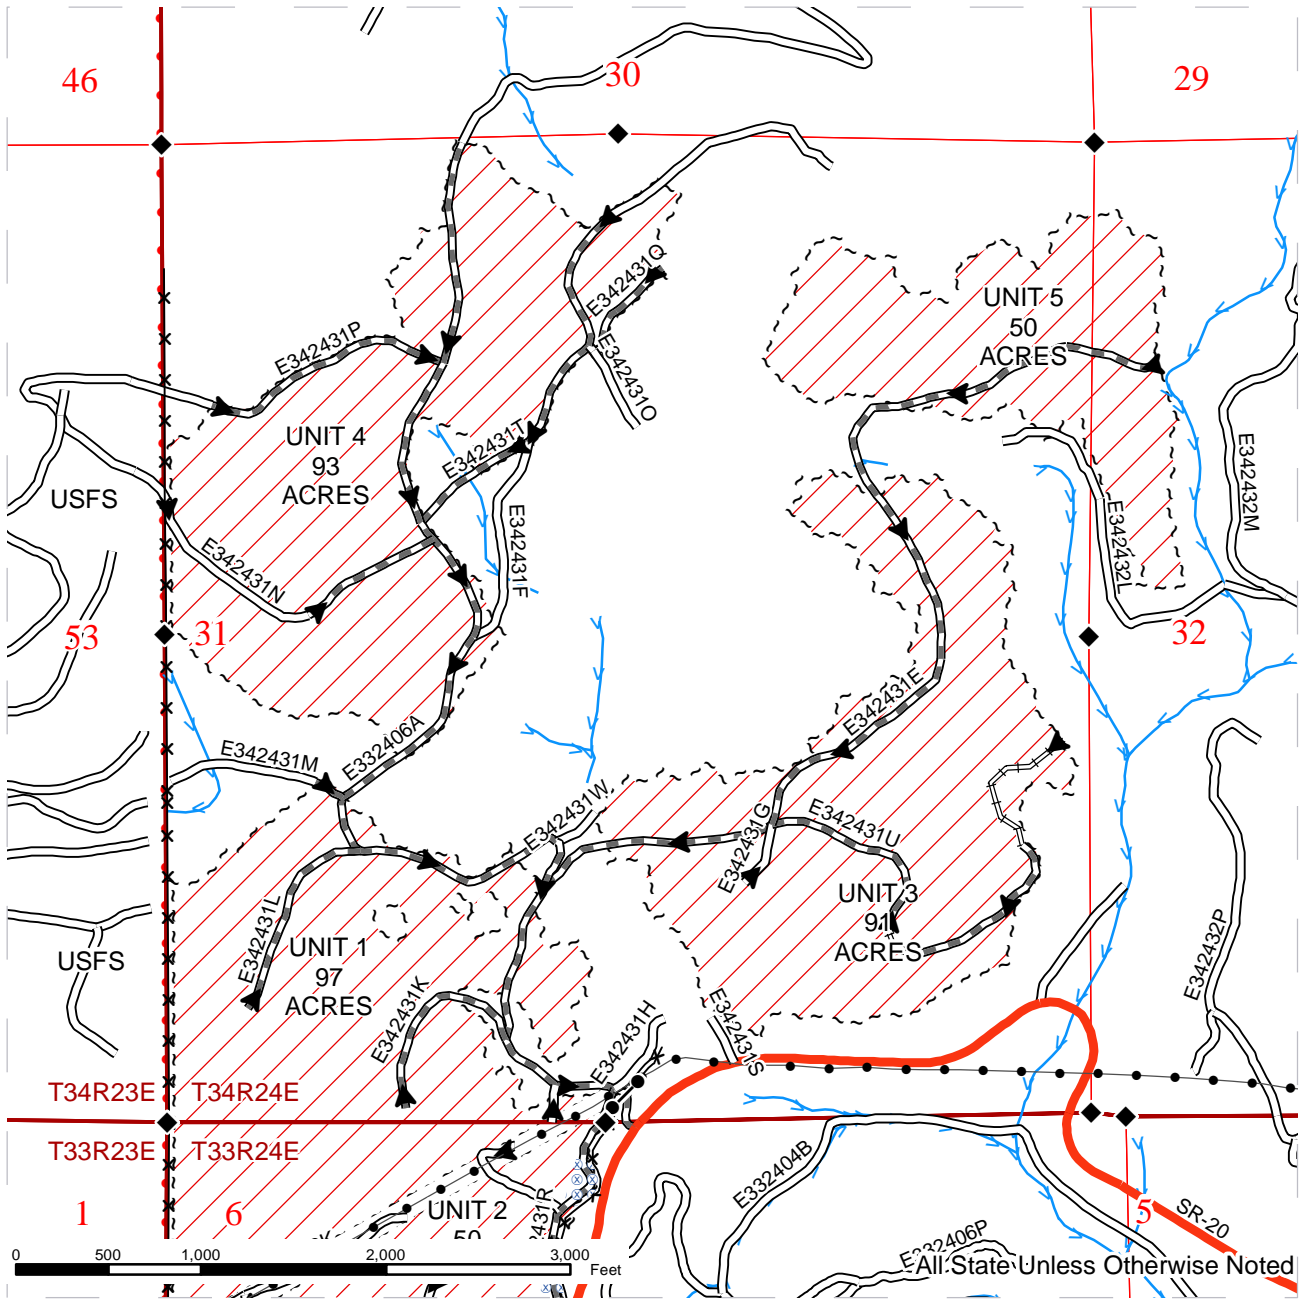 46
30
29
E342431Q
UNIT 5
50
ACRES
E342431P
E342431O
UNIT 4
93
ACRES
E342431T
USFS
E342432M
E342431N
E342431F
E342432L
53
31
32
E342431E
E332406A
E342431M
E342431W
E342431G
E342431U
UNIT 3
91
ACRES
E342431L
UNIT 1
97
ACRES
USFS
E342432P
E342431K
E342431H
E342431S
T34R23E
T34R24E
T33R23E
T33R24E
E332404B
1
6
UNIT 2
50
431R
5
SR-20
E332406P
0
500
1,000
2,000
3,000
Feet
All State Unless Otherwise Noted